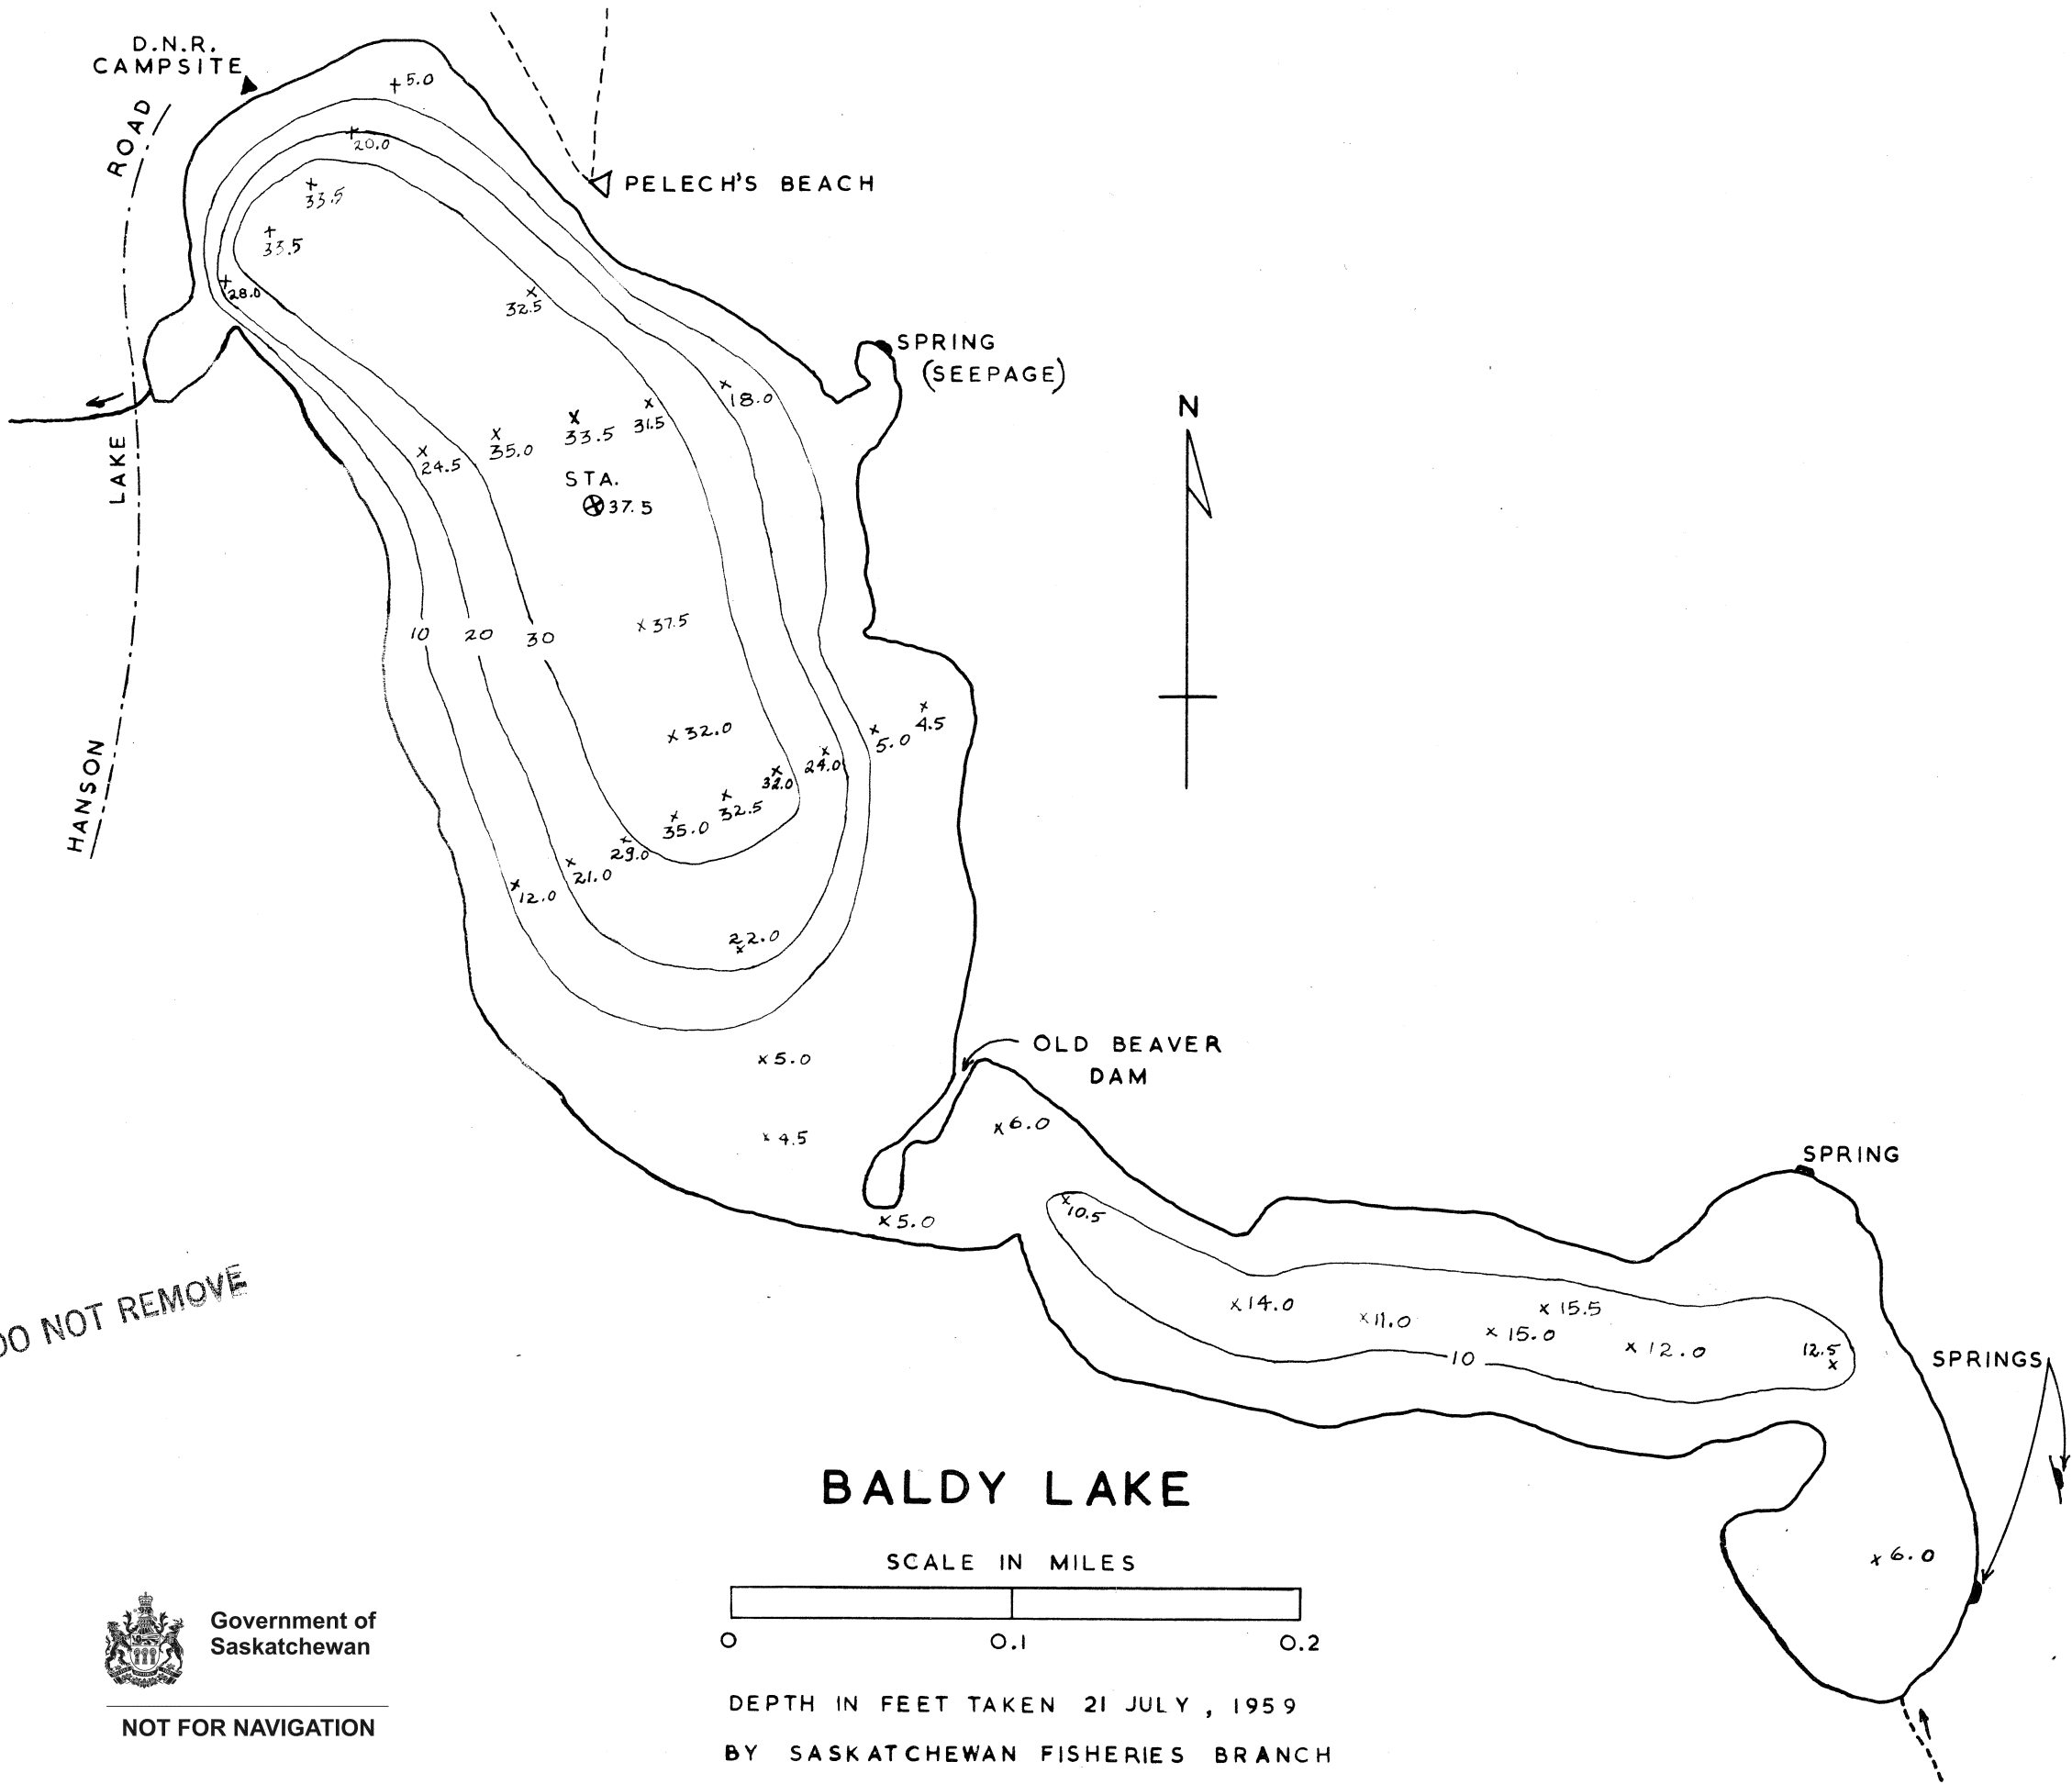 D.N.R.
CAMPSITE
+5.0
ROAD
20.0
PELECH'S BEACH
33.5
33.5
28.0
32.5
SPRING
(SEEPAGE)
18.0
N
31.5
33.5
35.0
24.5
LAKE
STA.
37.5
10 20 30
x 37.5
x 32.0
4.5
5.0
24.0
32.0
32.5
35.0
29.0
21.0
12.0
HANSON
22.0
OLD BEAVER
DAM
x 5.0
x 4.5
x 6.0
SPRING
x 5.0
10.5
x 14.0
x 11.0
x 15.5
x 15.0
x 12.0
12.5
10
SPRINGS
DO NOT REMOVE
BALDY LAKE
x 6.0
SCALE IN MILES
0 0.1 0.2
Government of
Saskatchewan
NOT FOR NAVIGATION
DEPTH IN FEET TAKEN 21 JULY, 1959
BY SASKATCHEWAN FISHERIES BRANCH